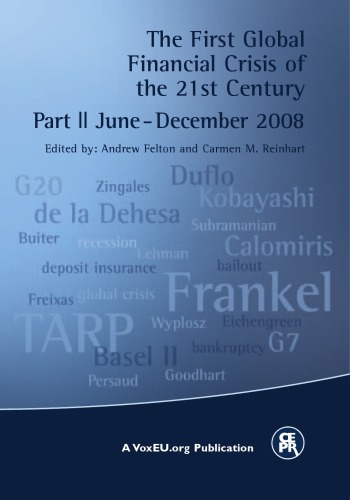 The First Global
Financial Crisis of
the 21st Century
Part II June–December 2008
Edited by: Andrew Felton and Carmen M. Reinhart
G20
Zingales
Duflo
Kobayashi
de la Dehesa
Subramanian
Buiter
recession
Lehman
Calomiris
deposit insurance
bailout
Freixas
global crisis
Frankel
TARP
Wyplosz
Eichengreen
Basel II
bankruptcy
G7
Persaud
Goodhart
A VoxEU.org Publication
CEPR